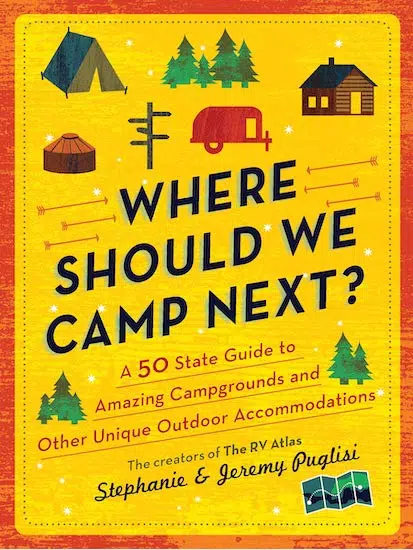 WHERE
SHOULD WE
CAMP NEXT?
A 50 State Guide to
Amazing Campgrounds and
Other Unique Outdoor Accommodations
The creators of The RV Atlas
Stephanie & Jeremy Puglisi